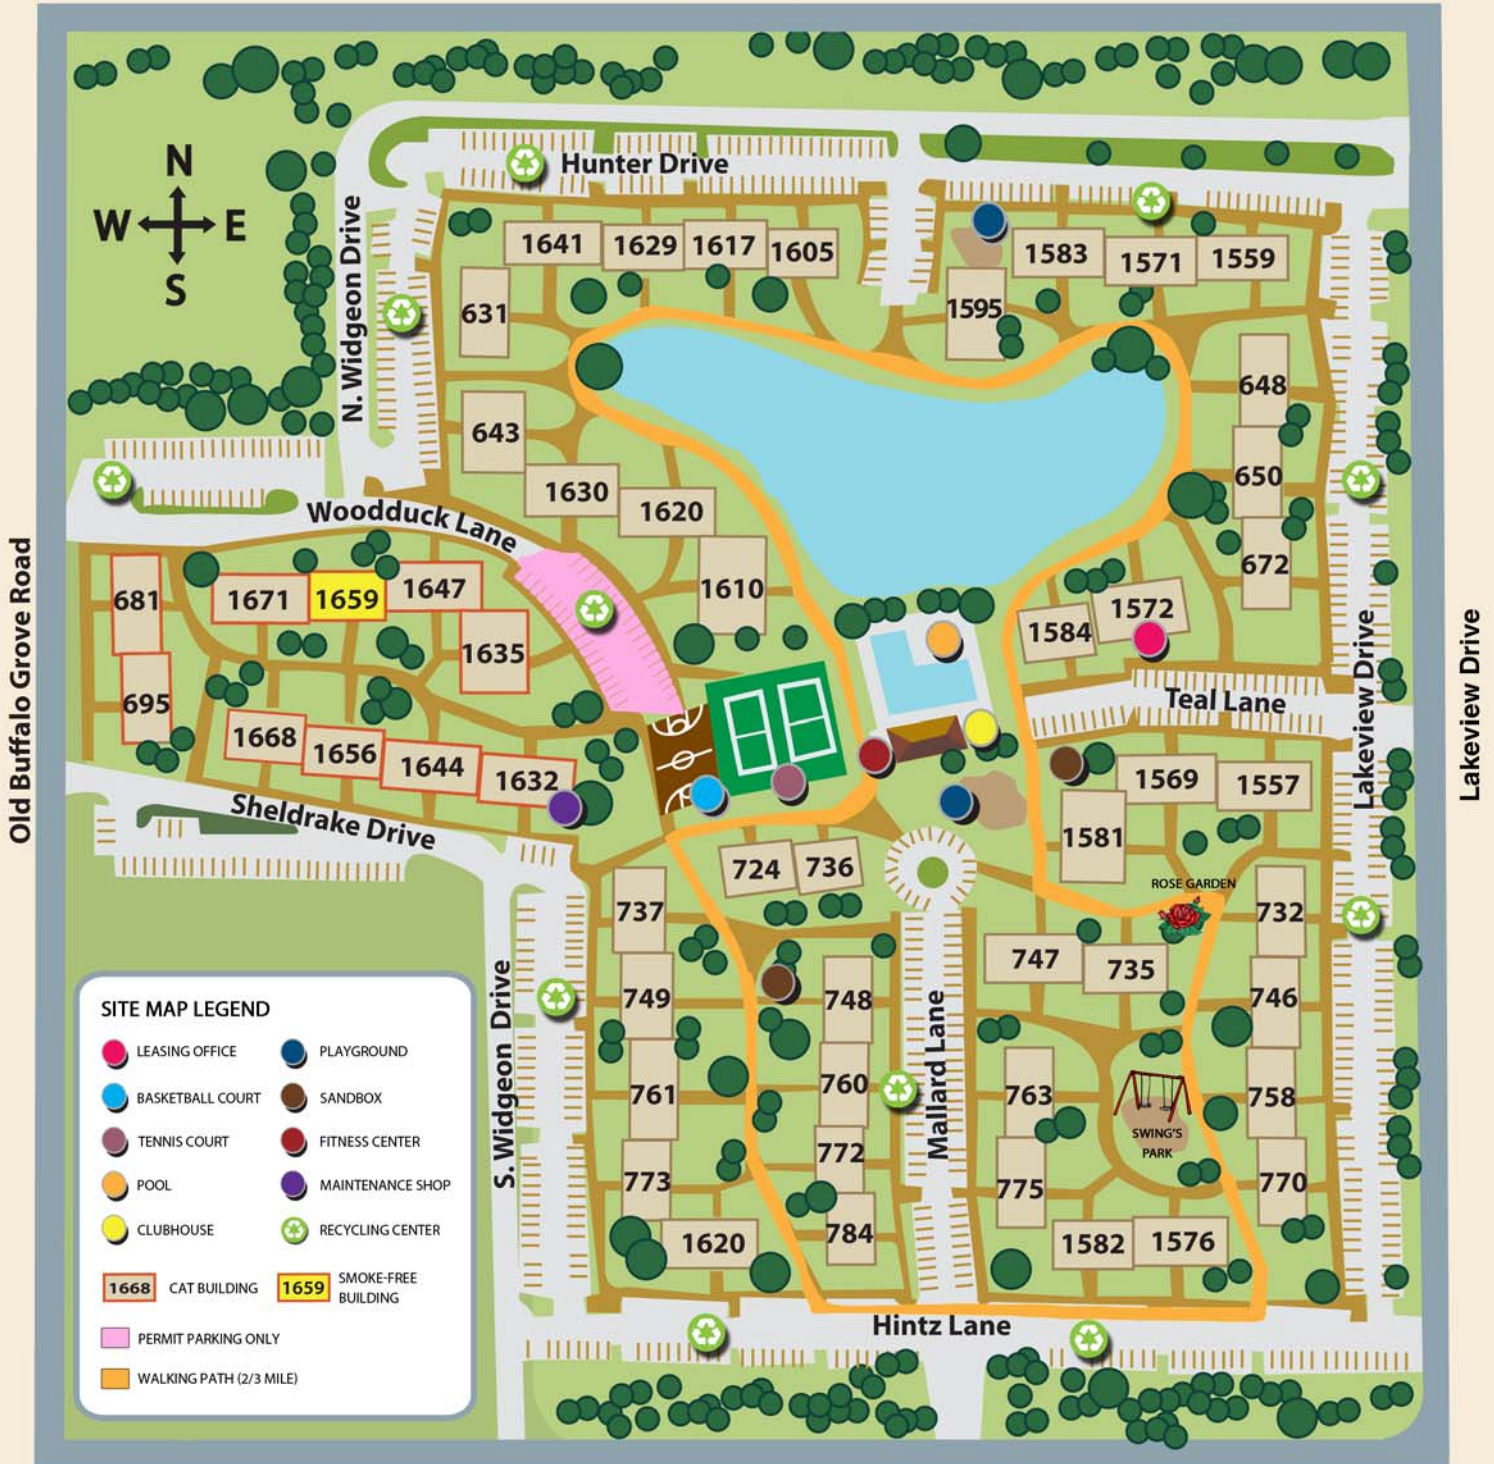 N
W E
S
Hunter Drive
N. Widgeon Drive
1641
1629
1617
1605
1583
1571
1559
631
1595
648
643
650
1630
1620
Woodduck Lane
672
1610
681
1671
1659
1647
1572
1584
1635
695
Teal Lane
Old Buffalo Grove Road
Lakeview Drive
Lakeview Drive
1668
1656
1644
1632
1569
1557
Sheldrake Drive
1581
724
736
ROSE GARDEN
737
732
747
735
749
748
746
S. Widgeon Drive
Mallard Lane
761
760
763
758
SWING'S
PARK
772
773
775
770
1620
784
1582
1576
Hintz Lane
SITE MAP LEGEND
LEASING OFFICE
PLAYGROUND
BASKETBALL COURT
SANDBOX
TENNIS COURT
FITNESS CENTER
POOL
MAINTENANCE SHOP
CLUBHOUSE
RECYCLING CENTER
1668 CAT BUILDING
1659 SMOKE-FREE
BUILDING
PERMIT PARKING ONLY
WALKING PATH (2/3 MILE)